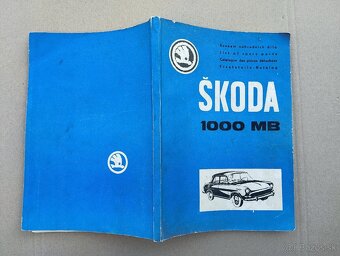 Seznam náhradních dílů
List of spare parts
Catalogue des pièces détachées
Ersatzteile-Katalog
ŠKODA
1000 MB